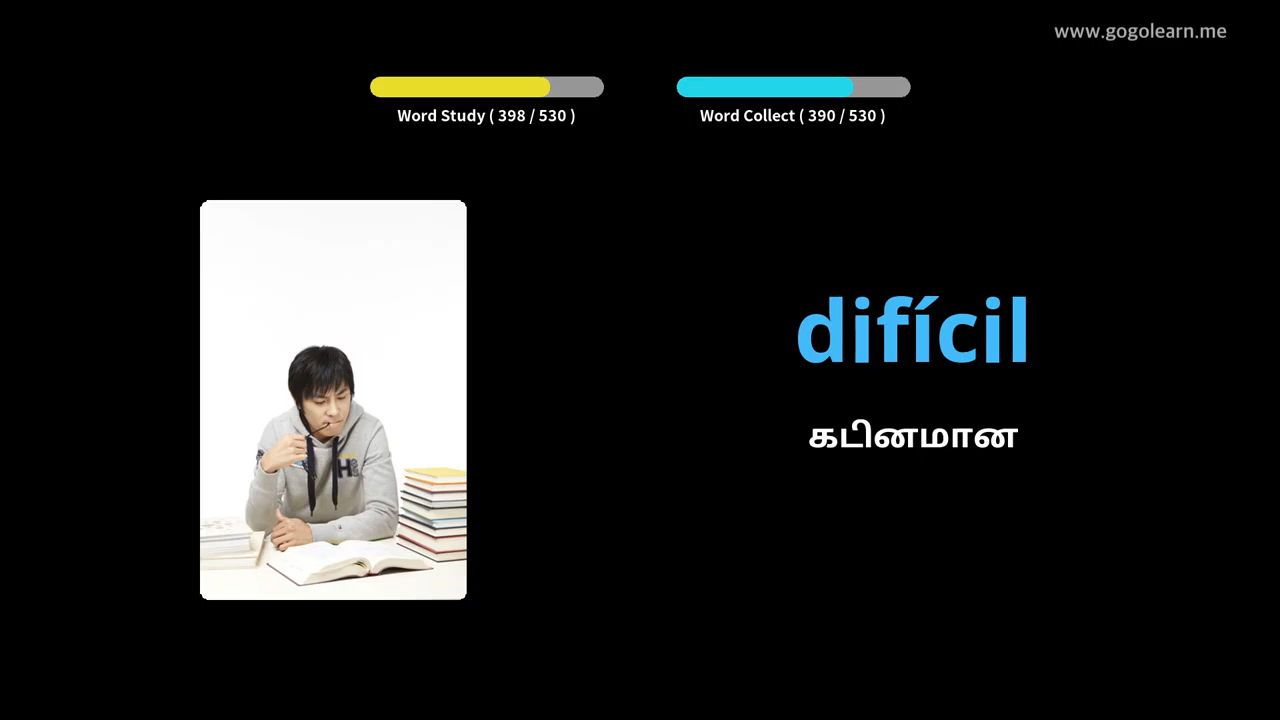 www.gogolearn.me
Word Study ( 398 / 530 )
Word Collect ( 390 / 530 )
difícil
கடினமான
H